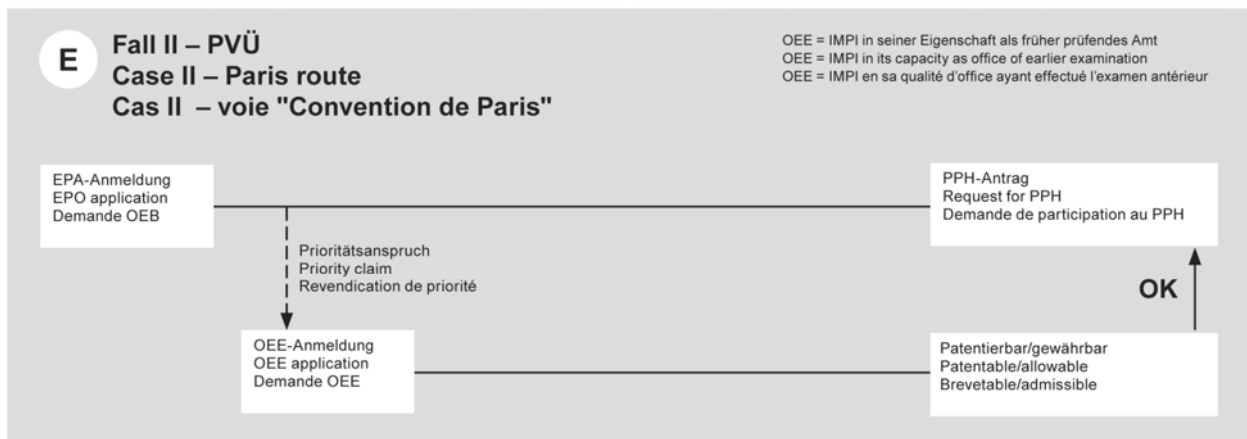 E
Fall II – PVÜ
Case II – Paris route
Cas II – voie "Convention de Paris"
OEE = IMPI in seiner Eigenschaft als früher prüfendes Amt
OEE = IMPI in its capacity as office of earlier examination
OEE = IMPI en sa qualité d'office ayant effectué l'examen antérieur
EPA-Anmeldung
EPO application
Demande OEB
PPH-Antrag
Request for PPH
Demande de participation au PPH
Prioritätsanspruch
Priority claim
Revendication de priorité
OK
OEE-Anmeldung
OEE application
Demande OEE
Patentierbar/gewährbar
Patentable/allowable
Brevetable/admissible